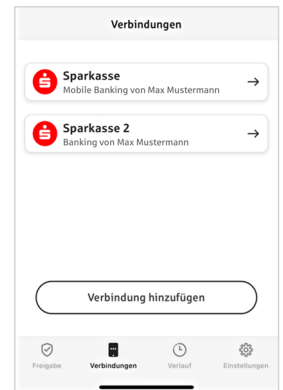 Verbindungen
Sparkasse
Mobile Banking von Max Mustermann
Sparkasse 2
Banking von Max Mustermann
Verbindung hinzufügen
Freigabe
Verbindungen
Verlauf
Einstellungen